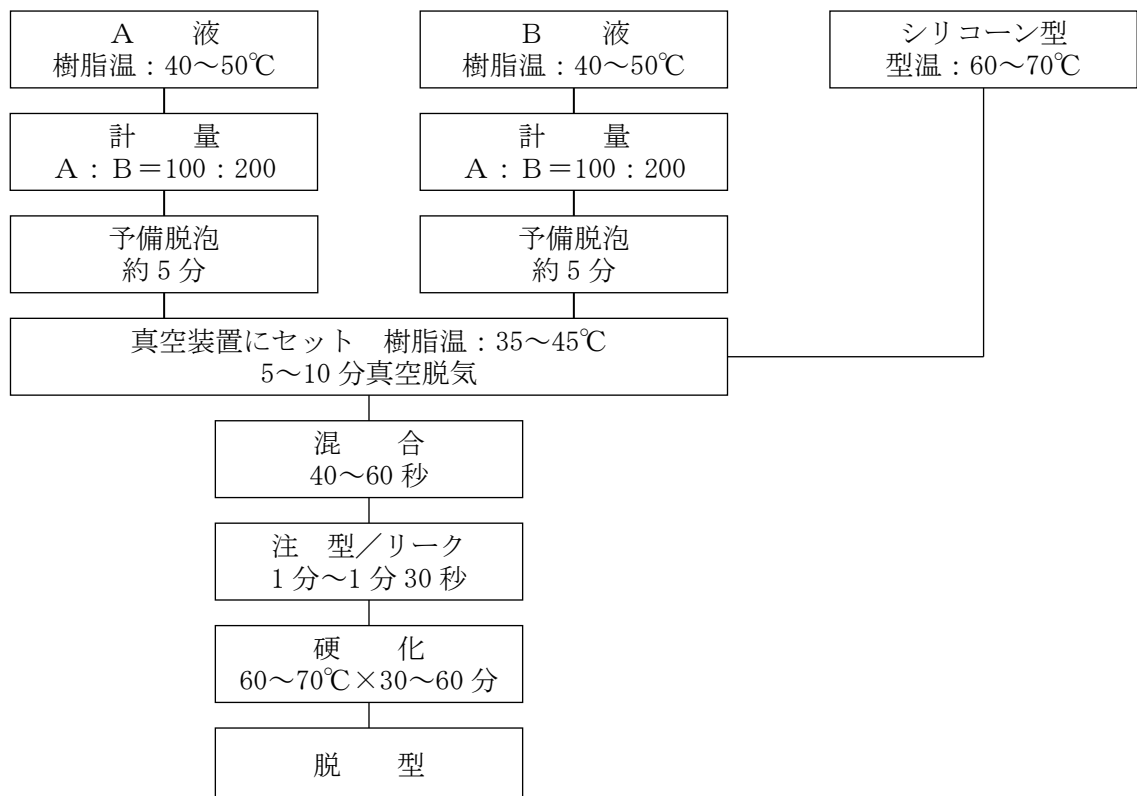 A　　液
樹脂温：40～50℃
B　　液
樹脂温：40～50℃
シリコーン型
型温：60～70℃
計　　量
A：B＝100：200
計　　量
A：B＝100：200
予備脱泡
約5分
予備脱泡
約5分
真空装置にセット　樹脂温：35～45℃
5～10分真空脱気
混　　合
40～60秒
注　型／リーク
1分～1分30秒
硬　　化
60～70℃×30～60分
脱　　型